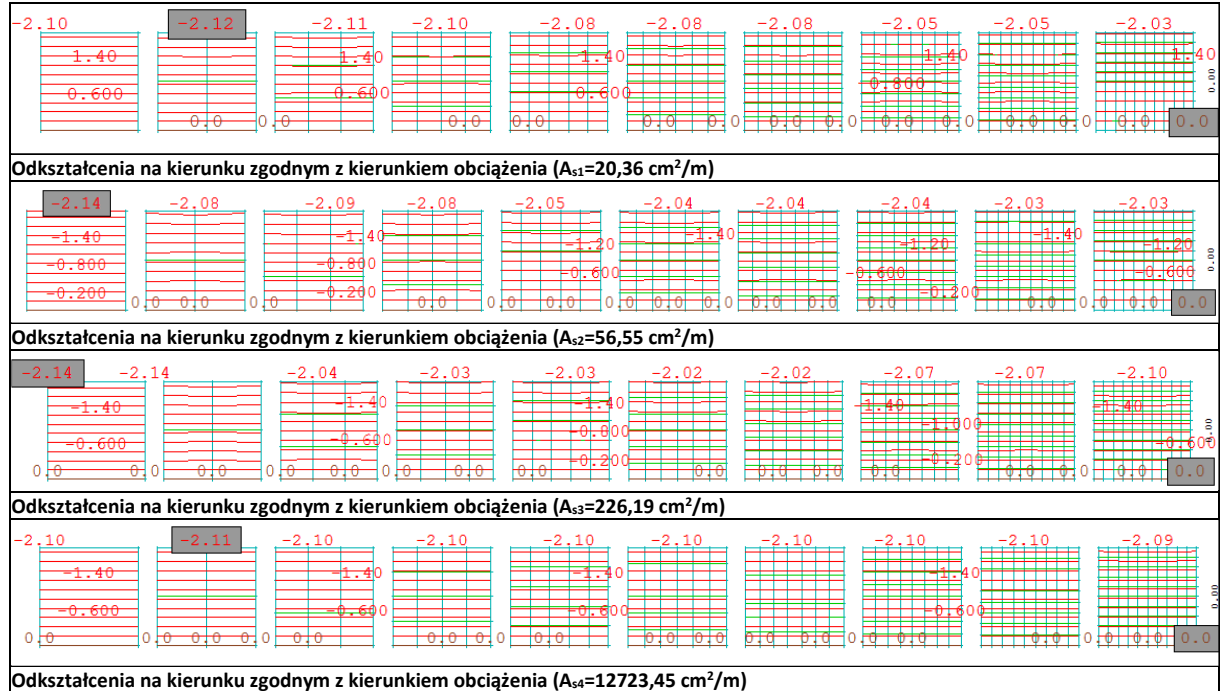 -2.10 -2.12 -2.11 -2.10 -2.08 -2.08 -2.08 -2.05 -2.05 -2.03
1.40 1.40 1.40 1.40 1.40
0.600 0.600 0.600 0.800 0.00
0.0 0.0 0.0 0.0 0.0 0.0 0.0 0.0 0.0 0.0 0.0 0.0 0.0
Odkształcenia na kierunku zgodnym z kierunkiem obciążenia (As1=20,36 cm²/m)
-2.14 -2.08 -2.09 -2.08 -2.05 -2.04 -2.04 -2.04 -2.03 -2.03
-1.40 -1.40 -1.20 -1.40 -1.20 -1.40 -1.20
-0.800 -0.800 -0.600 -0.600 -0.600 0.00
-0.200 -0.200 -0.200
0.0 0.0 0.0 0.0 0.0 0.0 0.0 0.0 0.0 0.0 0.0 0.0 0.0 0.0 0.0
Odkształcenia na kierunku zgodnym z kierunkiem obciążenia (As2=56,55 cm²/m)
-2.14 -2.14 -2.04 -2.03 -2.03 -2.02 -2.02 -2.07 -2.07 -2.10
-1.40 -1.40 -1.40 -1.40 -1.40
-0.600 -0.600 -0.800 -1.000 -0.600 0.00
-0.200 -0.200
0.0 0.0 0.0 0.0 0.0 0.0 0.0 0.0 0.0 0.0 0.0 0.0 0.0
Odkształcenia na kierunku zgodnym z kierunkiem obciążenia (As3=226,19 cm²/m)
-2.10 -2.11 -2.10 -2.10 -2.10 -2.10 -2.10 -2.10 -2.10 -2.09
-1.40 -1.40 -1.40 -1.40
-0.600 -0.600 -0.600 -0.600 0.00
0.0 0.0 0.0 0.0 0.0 0.0 0.0 0.0 0.0 0.0 0.0 0.0 0.0 0.0 0.0 0.0
Odkształcenia na kierunku zgodnym z kierunkiem obciążenia (As4=12723,45 cm²/m)